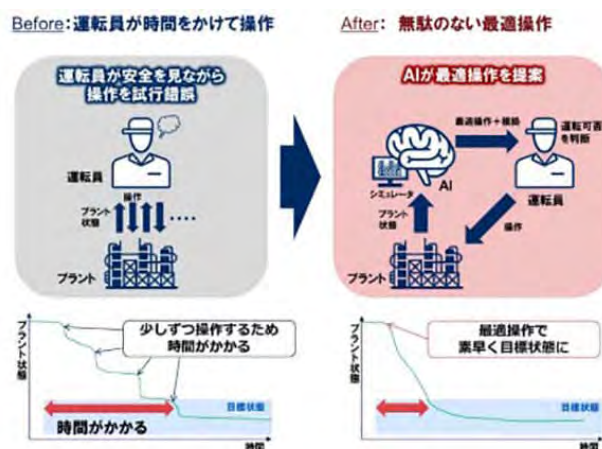 Before：運転員が時間をかけて操作
運転員が安全を見ながら
操作を試行錯誤
運転員
操作
プラント
状態
‥‥
プラント
After： 無駄のない最適操作
AIが最適操作を提案
最適操作＋根拠
運転可否
を判断
シミュレータ
AI
運転員
プラント
状態
操作
プラント
プラント状態
少しずつ操作するため
時間がかかる
目標状態
時間がかかる
時間
プラント状態
最適操作で
素早く目標状態に
目標状態
時間